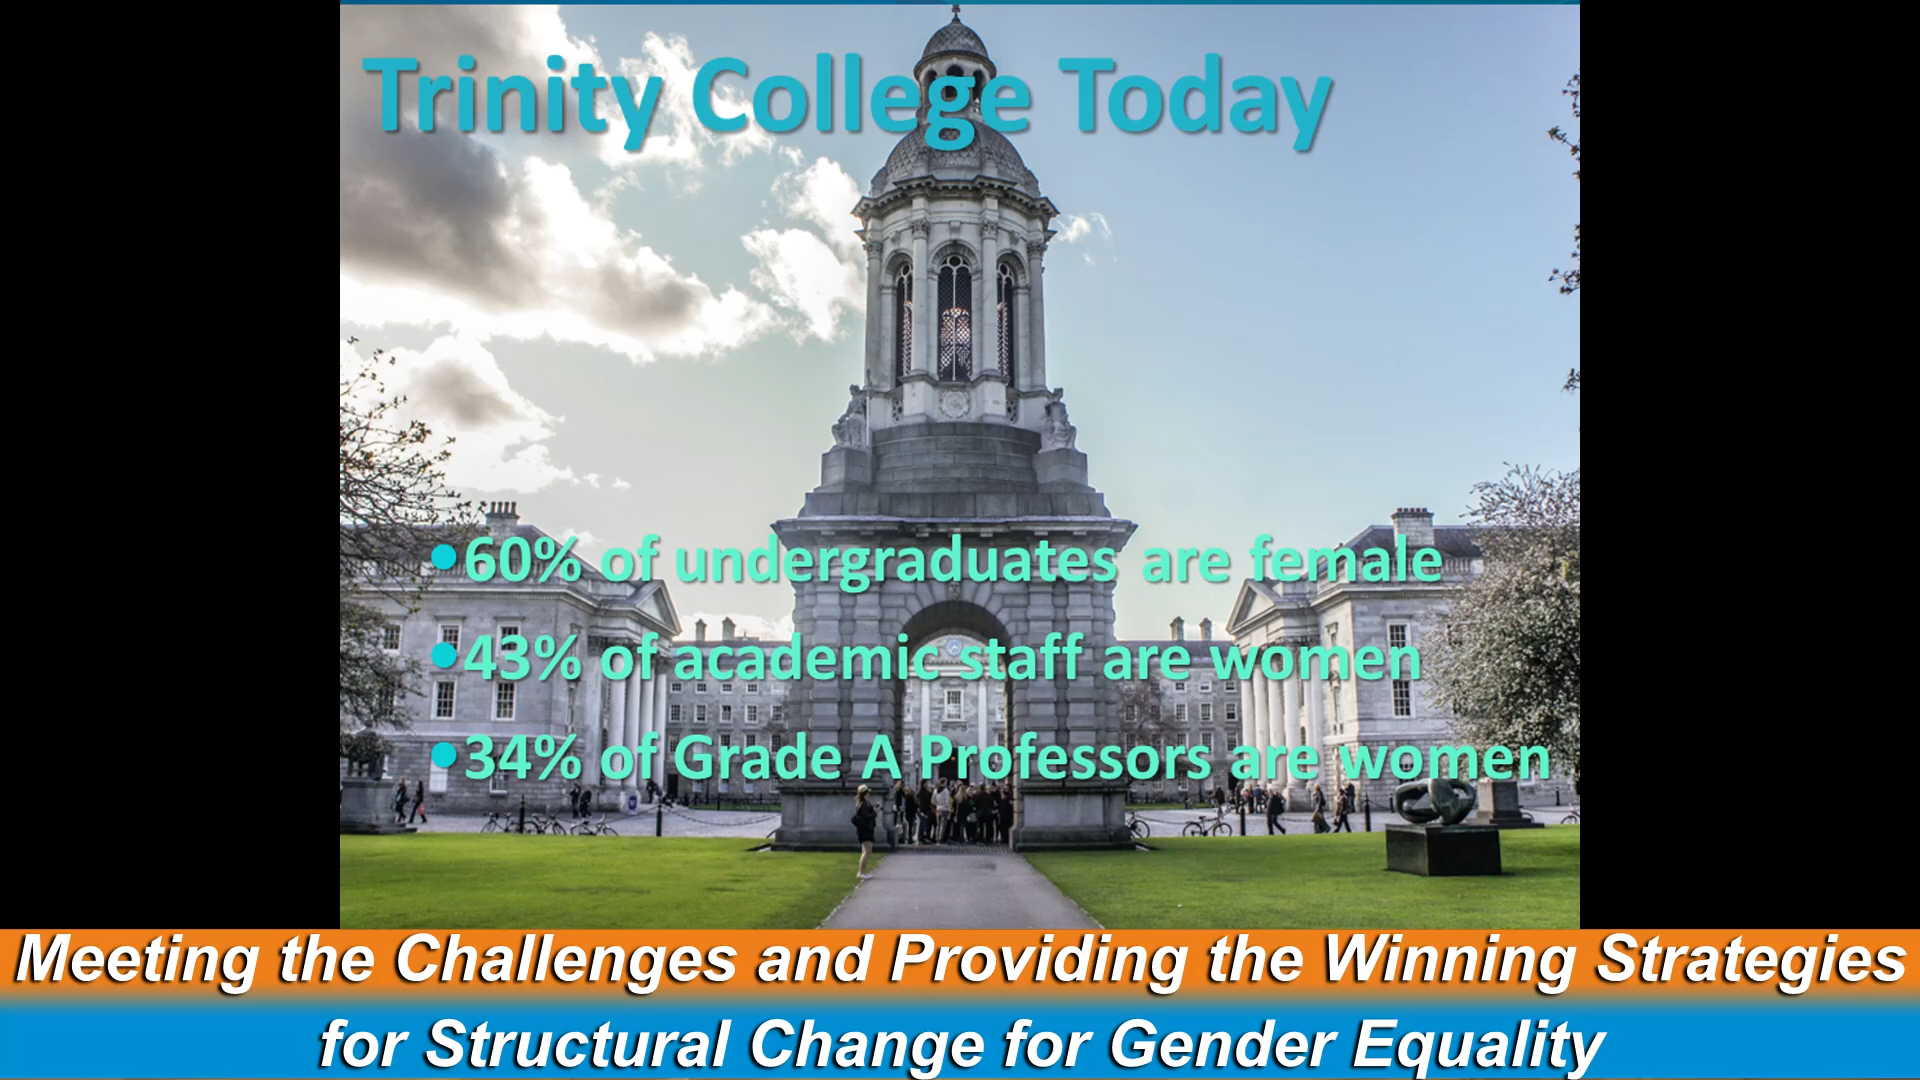 Trinity College Today
•60% of undergraduates are female
•43% of academic staff are women
•34% of Grade A Professors are women
Meeting the Challenges and Providing the Winning Strategies
for Structural Change for Gender Equality